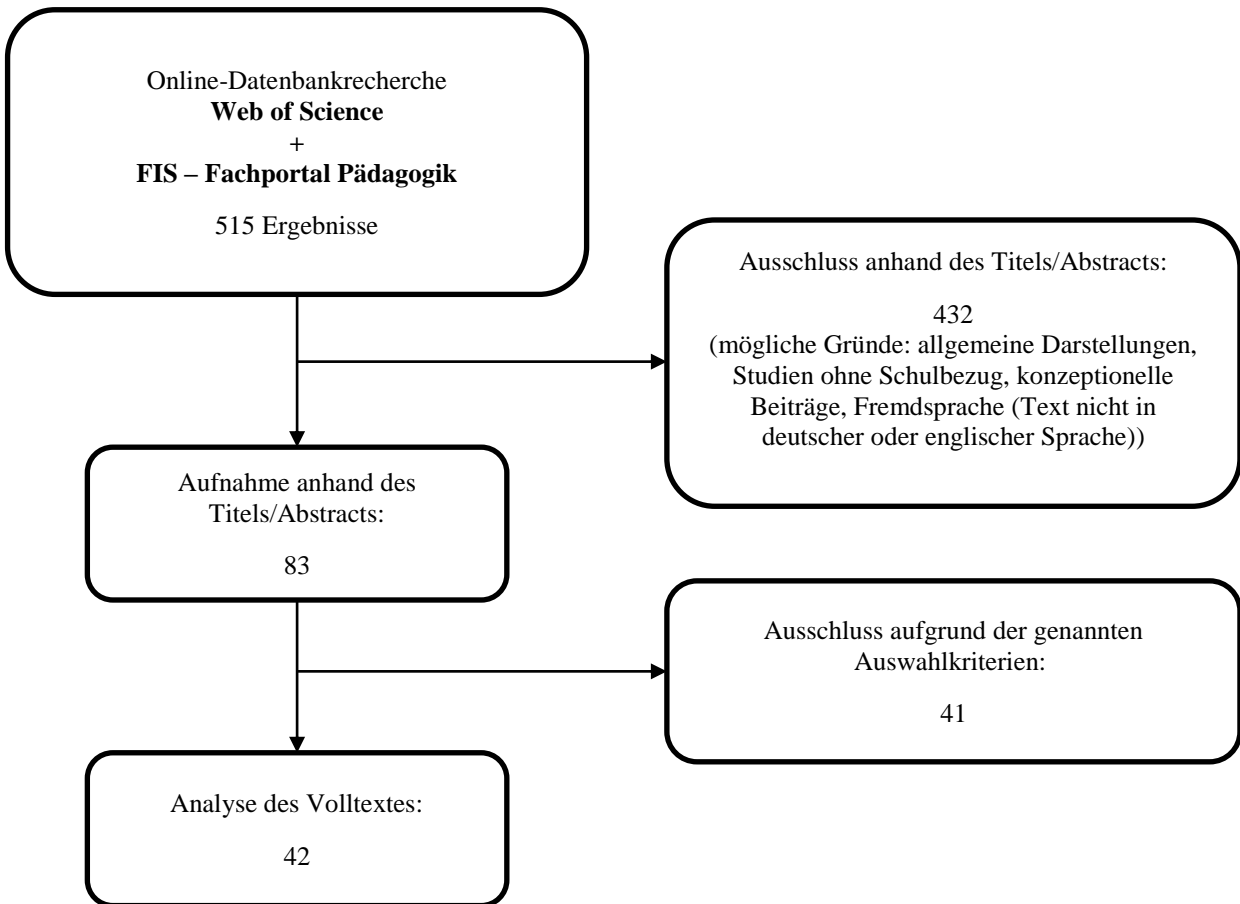 Online-Datenbankrecherche
Web of Science
+
FIS – Fachportal Pädagogik
515 Ergebnisse
Ausschluss anhand des Titels/Abstracts:
432
(mögliche Gründe: allgemeine Darstellungen,
Studien ohne Schulbezug, konzeptionelle
Beiträge, Fremdsprache (Text nicht in
deutscher oder englischer Sprache))
Aufnahme anhand des
Titels/Abstracts:
83
Ausschluss aufgrund der genannten
Auswahlkriterien:
41
Analyse des Volltextes:
42